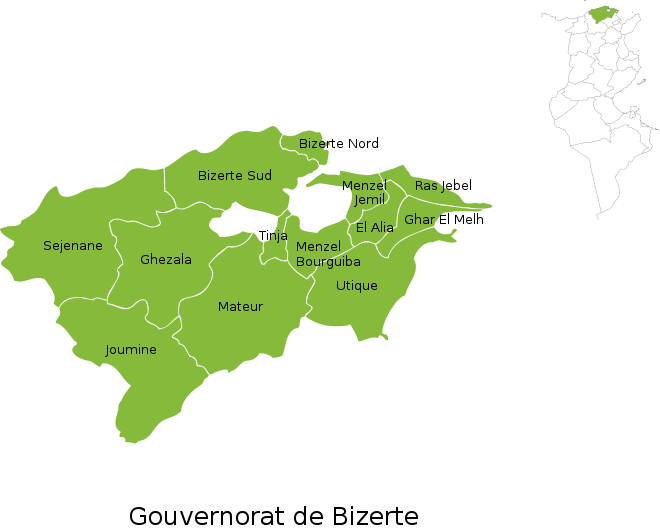 Bizerte Nord
Bizerte Sud
Menzel
Jemil
Ras Jebel
Ghar El Melh
El Alia
Tinja
Menzel
Bourguiba
Sejenane
Ghezala
Utique
Mateur
Joumine
Gouvernorat de Bizerte